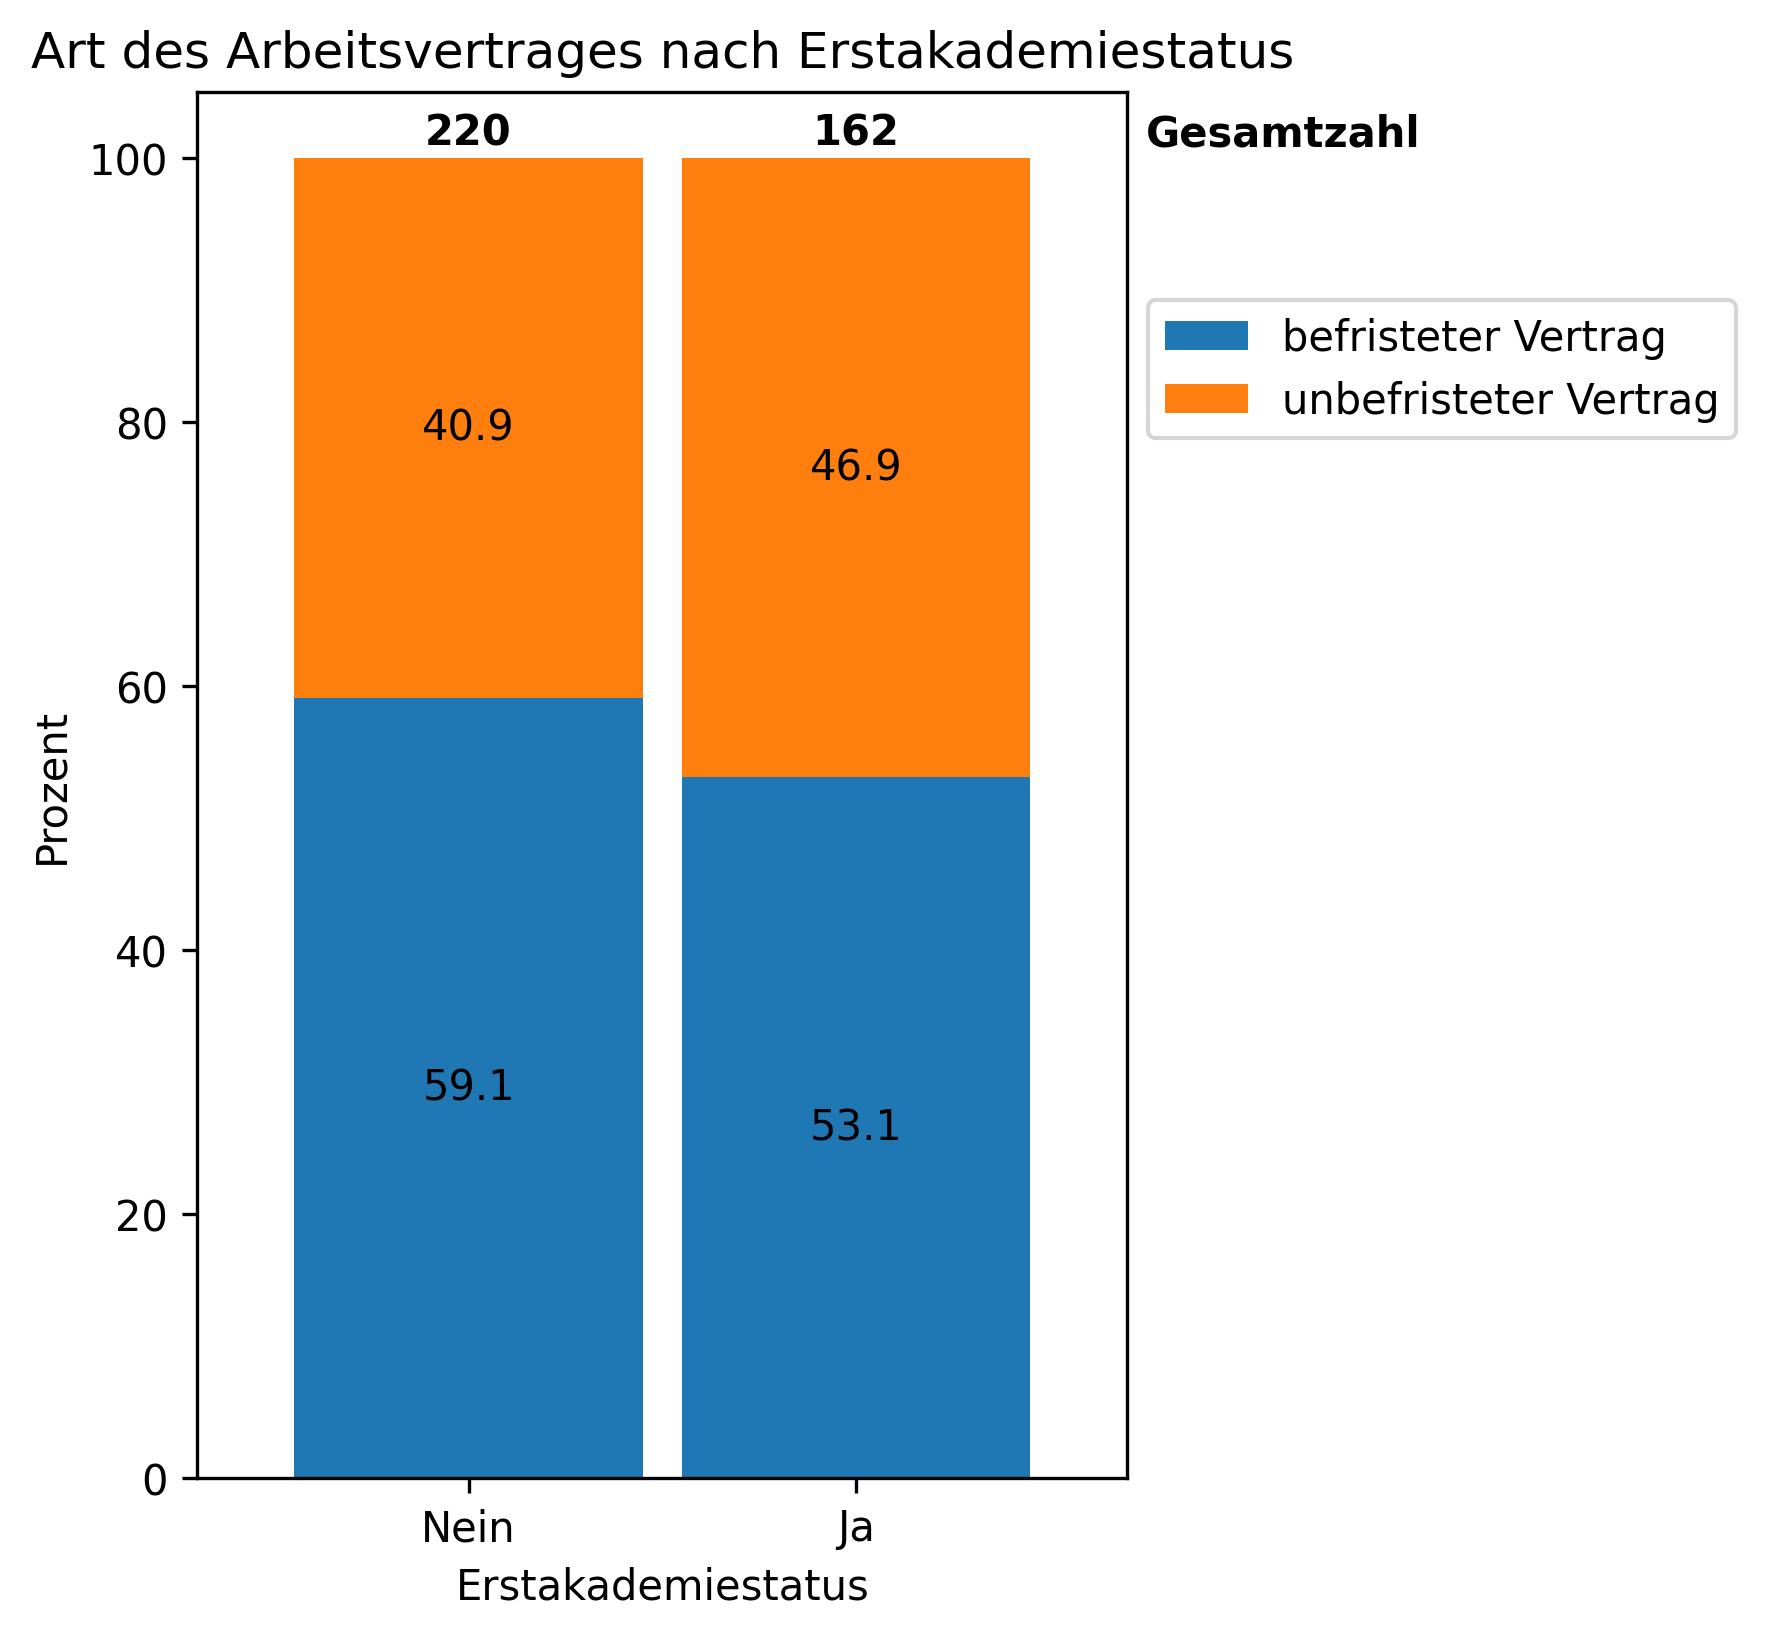 Art des Arbeitsvertrages nach Erstakademiestatus
220 162 Gesamtzahl
100
80
60
40
20
0
Prozent
40.9
46.9
59.1
53.1
befristeter Vertrag
unbefristeter Vertrag
Nein Ja
Erstakademiestatus